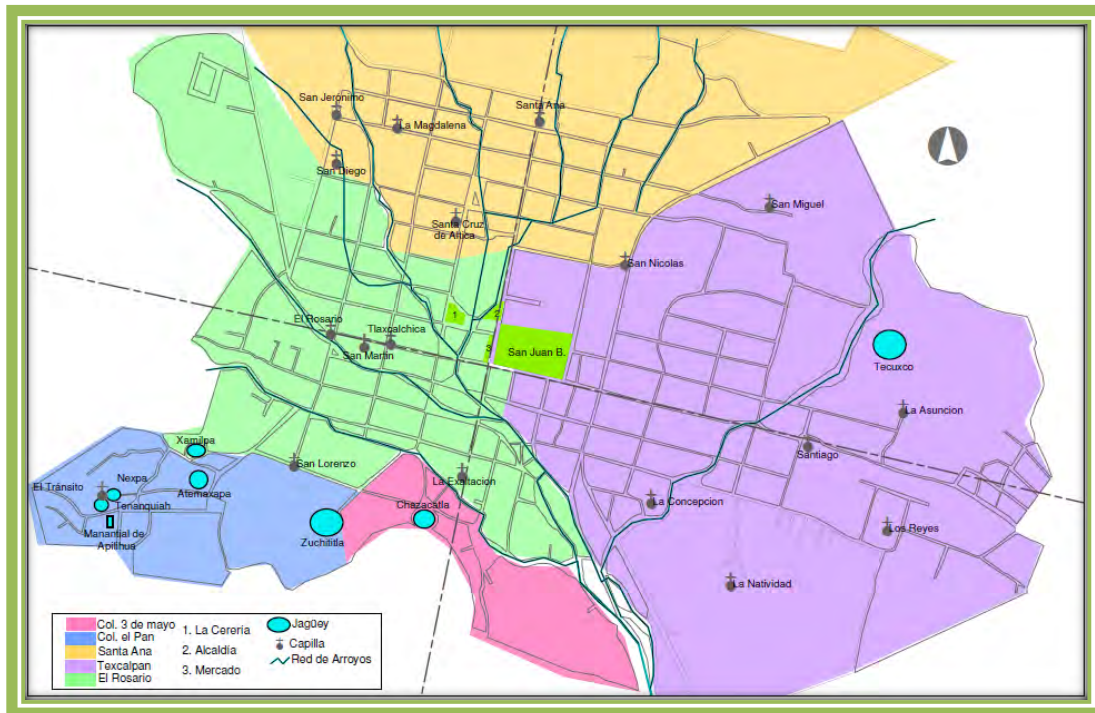 San Jerónimo
La Magdalena
Santa Ana
San Diego
San Miguel
Santa Cruz
de Altica
San Nicolas
1
2
El Rosario
Tlaxcalchica
San Martin
3
San Juan B.
Tecuxco
La Asuncion
Santiago
Xamilpa
San Lorenzo
La Exaltacion
Nexpa
El Tránsito
Atemaxapa
Tenanquiah
Chazacatla
La Concepcion
Manantial de
Apilihua
Zuchititla
Los Reyes
La Natividad
Col. 3 de mayo
Col. el Pan
Santa Ana
Texcalpan
El Rosario
1. La Cerería
2. Alcaldía
3. Mercado
Jagüey
Capilla
Red de Arroyos